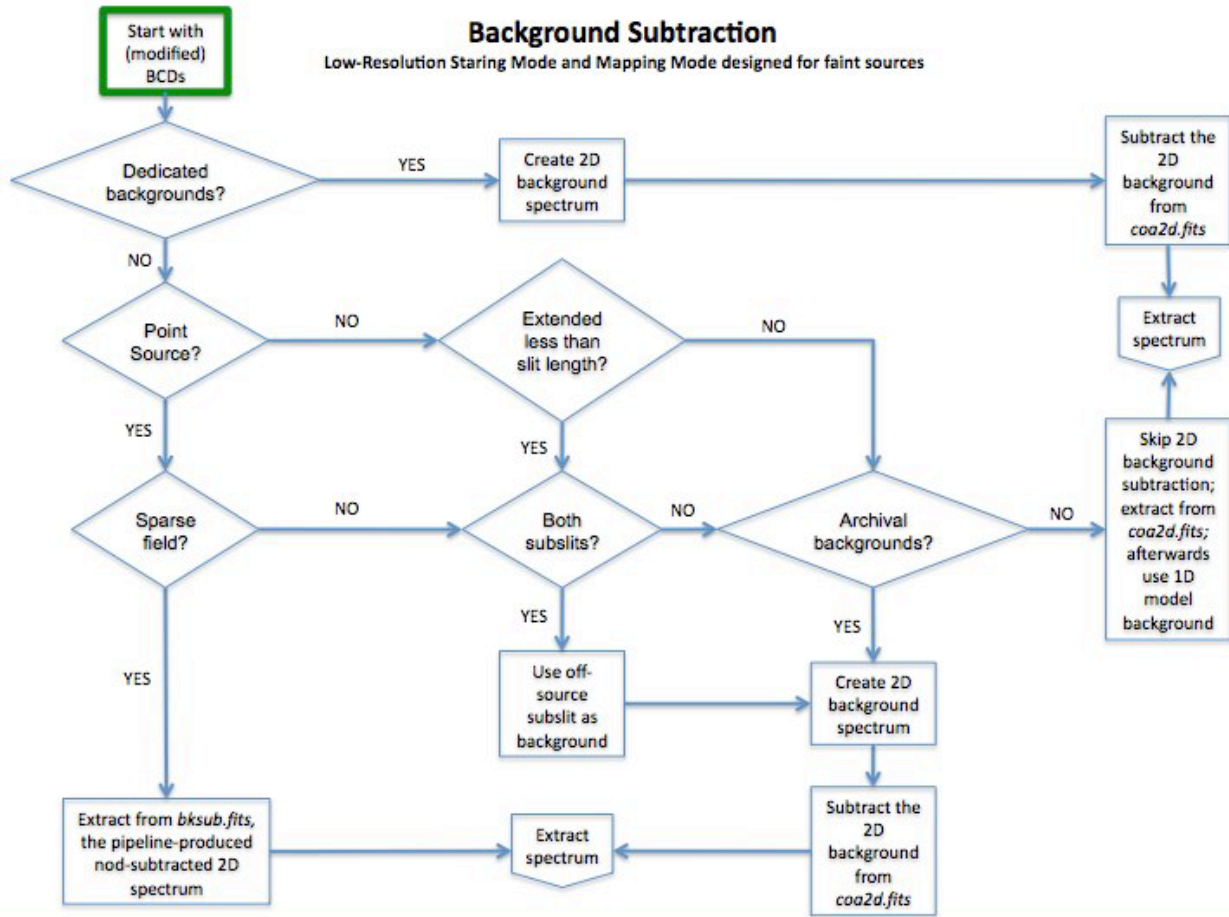 Background Subtraction
Low-Resolution Staring Mode and Mapping Mode designed for faint sources
Start with
(modified)
BCDs
Dedicated
backgrounds?
YES
Create 2D
background
spectrum
Subtract the
2D
background
from
coa2d.fits
NO
Point
Source?
NO
Extended
less than
slit length?
NO
Extract
spectrum
YES
YES
Sparse
field?
NO
Both
subslits?
NO
Archival
backgrounds?
NO
Skip 2D
background
subtraction;
extract from
coa2d.fits;
afterwards
use 1D
model
background
YES
YES
YES
Use off-
source
subslit as
background
Create 2D
background
spectrum
Extract from bksub.fits,
the pipeline-produced
nod-subtracted 2D
spectrum
Extract
spectrum
Subtract the
2D
background
from
coa2d.fits